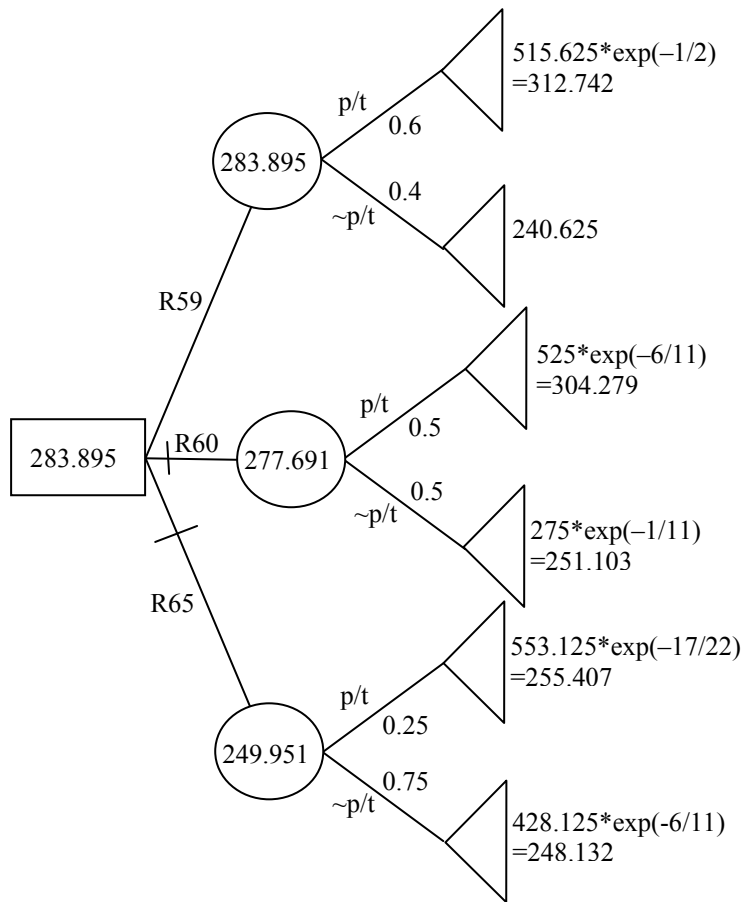 515.625*exp(–1/2)
=312.742
p/t
0.6
283.895
0.4
~p/t
240.625
R59
525*exp(–6/11)
=304.279
p/t
0.5
R60
283.895
277.691
0.5
~p/t
275*exp(–1/11)
=251.103
R65
553.125*exp(–17/22)
=255.407
p/t
0.25
249.951
0.75
~p/t
428.125*exp(-6/11)
=248.132